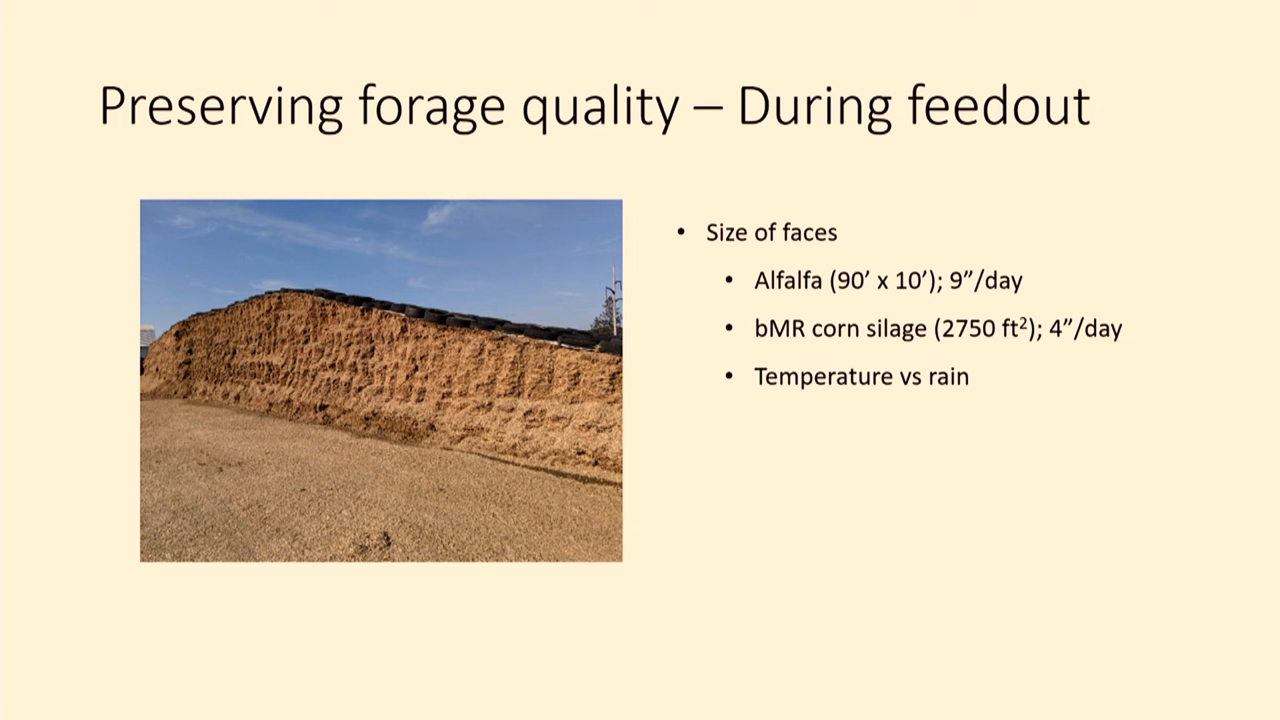 Preserving forage quality – During feedout
• Size of faces
• Alfalfa (90’ x 10’); 9”/day
• bMR corn silage (2750 ft²); 4”/day
• Temperature vs rain